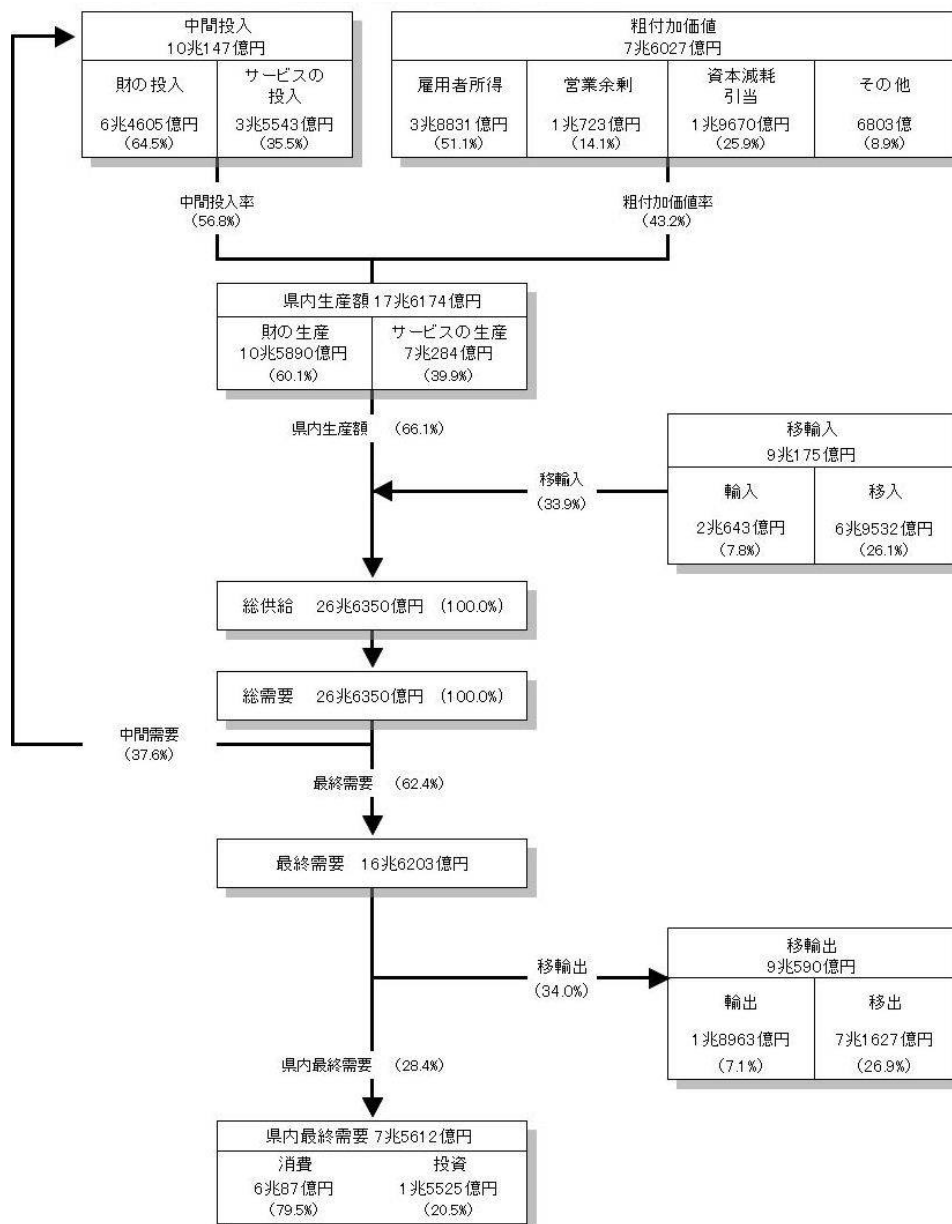 中間投入
10兆147億円
財の投入
6兆4605億円
(64.5%)
サービスの
投入
3兆5543億円
(35.5%)
粗付加価値
7兆6027億円
雇用者所得
3兆8831億円
(51.1%)
営業余剰
1兆723億円
(14.1%)
資本減耗
引当
1兆9670億円
(25.9%)
その他
6803億
(8.9%)
中間投入率
(56.8%)
粗付加価値率
(43.2%)
県内生産額 17兆6174億円
財の生産
10兆5890億円
(60.1%)
サービスの生産
7兆284億円
(39.9%)
県内生産額 (66.1%)
移輸入
9兆175億円
輸入
2兆643億円
(7.8%)
移入
6兆9532億円
(26.1%)
移輸入
(33.9%)
総供給 26兆6350億円 (100.0%)
総需要 26兆6350億円 (100.0%)
中間需要
(37.6%)
最終需要 (62.4%)
最終需要 16兆6203億円
移輸出
9兆590億円
輸出
1兆8963億円
(7.1%)
移出
7兆1627億円
(26.9%)
移輸出
(34.0%)
県内最終需要 (28.4%)
県内最終需要 7兆5612億円
消費
6兆87億円
(79.5%)
投資
1兆5525億円
(20.5%)